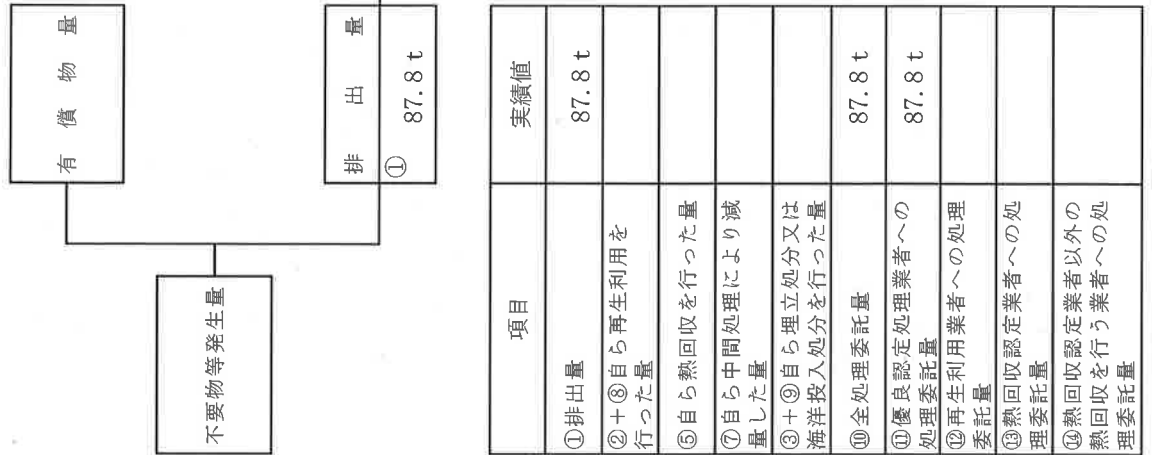 不要物等発生量
有償物量
排出量
①
87.8t
項目
実績値
①排出量
87.8t
②+⑧自ら再生利用を
行った量
⑤自ら熱回収を行った量
⑦自ら中間処理により減
量した量
③+⑨自ら埋立処分又は
海洋投入処分を行った量
⑩全処理委託量
87.8t
⑪優良認定処理業者への
処理委託量
87.8t
⑫再生利用業者への処理
委託量
⑬熱回収認定業者への処
理委託量
⑭熱回収認定業者以外の
熱回収を行う業者への処
理委託量